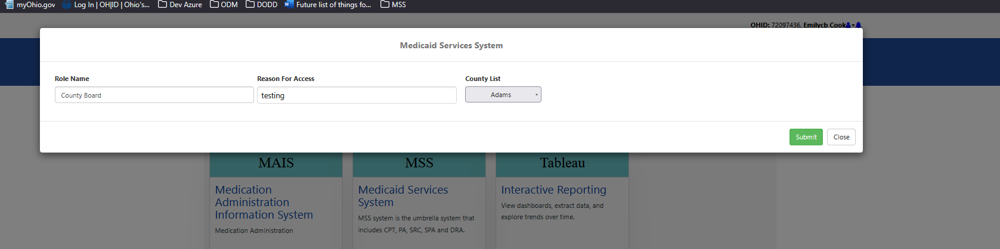 myOhio.gov Log In | OH|ID | Ohio's... Dev Azure ODM DODD Future list of things fo... MSS
OHID: 72097436, Emilycb Cook
Medicaid Services System
Role Name Reason For Access County List
County Board testing Adams
Submit Close
MAIS MSS Tableau
Medication
Administration
Information System
Medication Administration
Medicaid Services
System
MSS system is the umbrella system that
includes CPT, PA, SRC, SPA and DRA.
Interactive Reporting
View dashboards, extract data, and
explore trends over time.